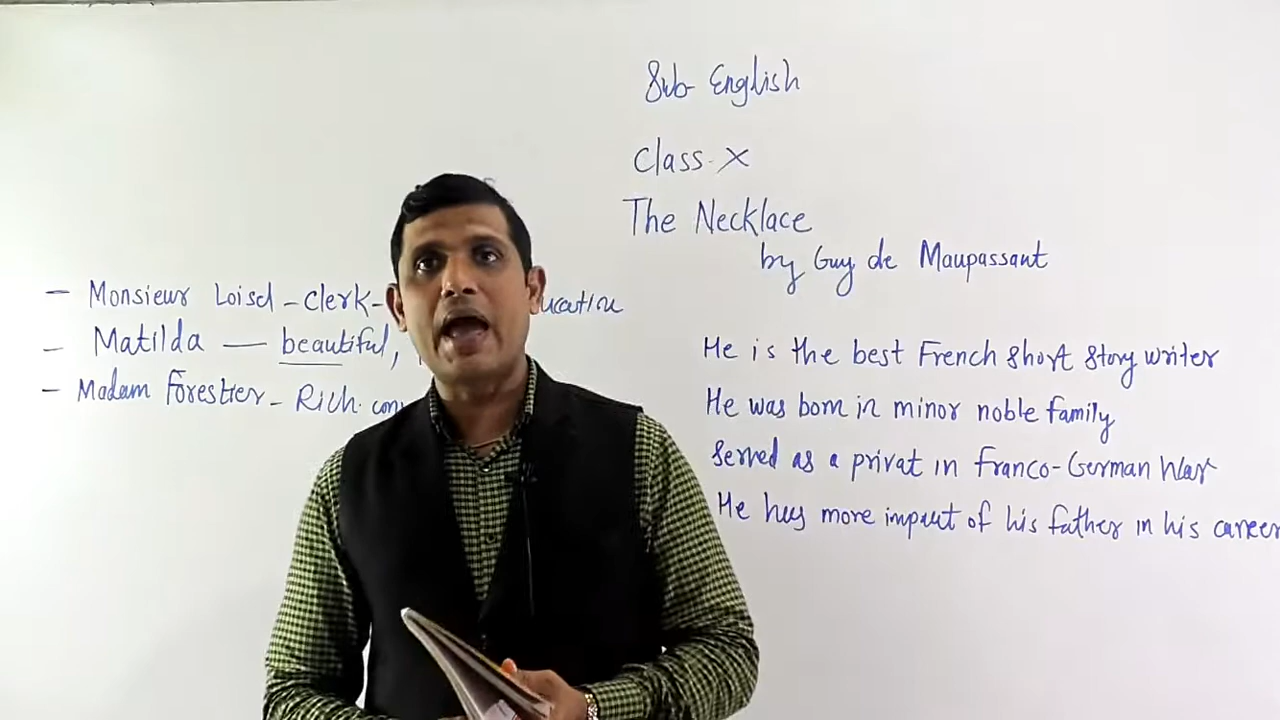 Sub- English
Class- X
The Necklace
by Guy de Maupassant
- Monsieur Loisel - clerk-
- Matilda — beautiful,
- Madam Forestier - Rich.
He is the best French short story writer
He was born in minor noble family
Served as a privat in Franco-German War
He hus more impact of his father in his career